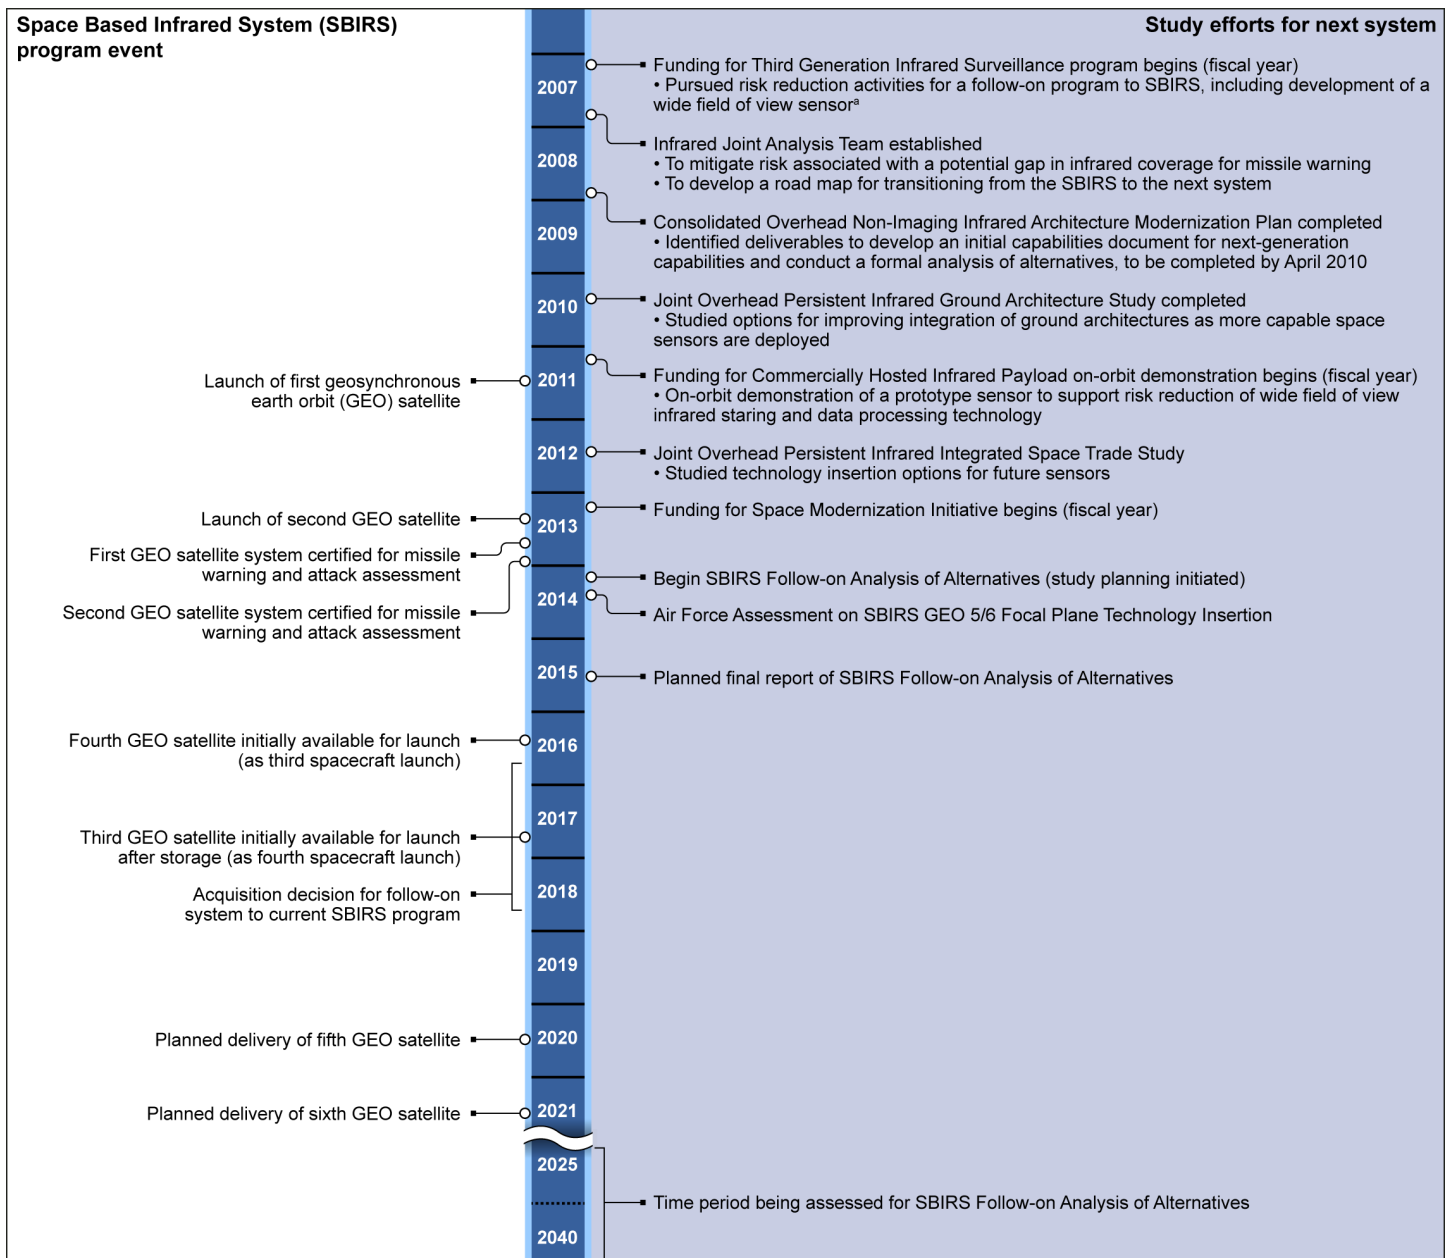 Space Based Infrared System (SBIRS)
program event
Study efforts for next system
2007
Funding for Third Generation Infrared Surveillance program begins (fiscal year)
• Pursued risk reduction activities for a follow-on program to SBIRS, including development of a
wide field of view sensorᵃ
Infrared Joint Analysis Team established
• To mitigate risk associated with a potential gap in infrared coverage for missile warning
• To develop a road map for transitioning from the SBIRS to the next system
2008
Consolidated Overhead Non-Imaging Infrared Architecture Modernization Plan completed
• Identified deliverables to develop an initial capabilities document for next-generation
capabilities and conduct a formal analysis of alternatives, to be completed by April 2010
2009
2010
Joint Overhead Persistent Infrared Ground Architecture Study completed
• Studied options for improving integration of ground architectures as more capable space
sensors are deployed
Launch of first geosynchronous
earth orbit (GEO) satellite
2011
Funding for Commercially Hosted Infrared Payload on-orbit demonstration begins (fiscal year)
• On-orbit demonstration of a prototype sensor to support risk reduction of wide field of view
infrared staring and data processing technology
2012
Joint Overhead Persistent Infrared Integrated Space Trade Study
• Studied technology insertion options for future sensors
Launch of second GEO satellite
2013
Funding for Space Modernization Initiative begins (fiscal year)
First GEO satellite system certified for missile
warning and attack assessment
Second GEO satellite system certified for missile
warning and attack assessment
2014
Begin SBIRS Follow-on Analysis of Alternatives (study planning initiated)
Air Force Assessment on SBIRS GEO 5/6 Focal Plane Technology Insertion
2015
Planned final report of SBIRS Follow-on Analysis of Alternatives
Fourth GEO satellite initially available for launch
(as third spacecraft launch)
2016
2017
Third GEO satellite initially available for launch
after storage (as fourth spacecraft launch)
Acquisition decision for follow-on
system to current SBIRS program
2018
2019
Planned delivery of fifth GEO satellite
2020
Planned delivery of sixth GEO satellite
2021
2025
Time period being assessed for SBIRS Follow-on Analysis of Alternatives
2040